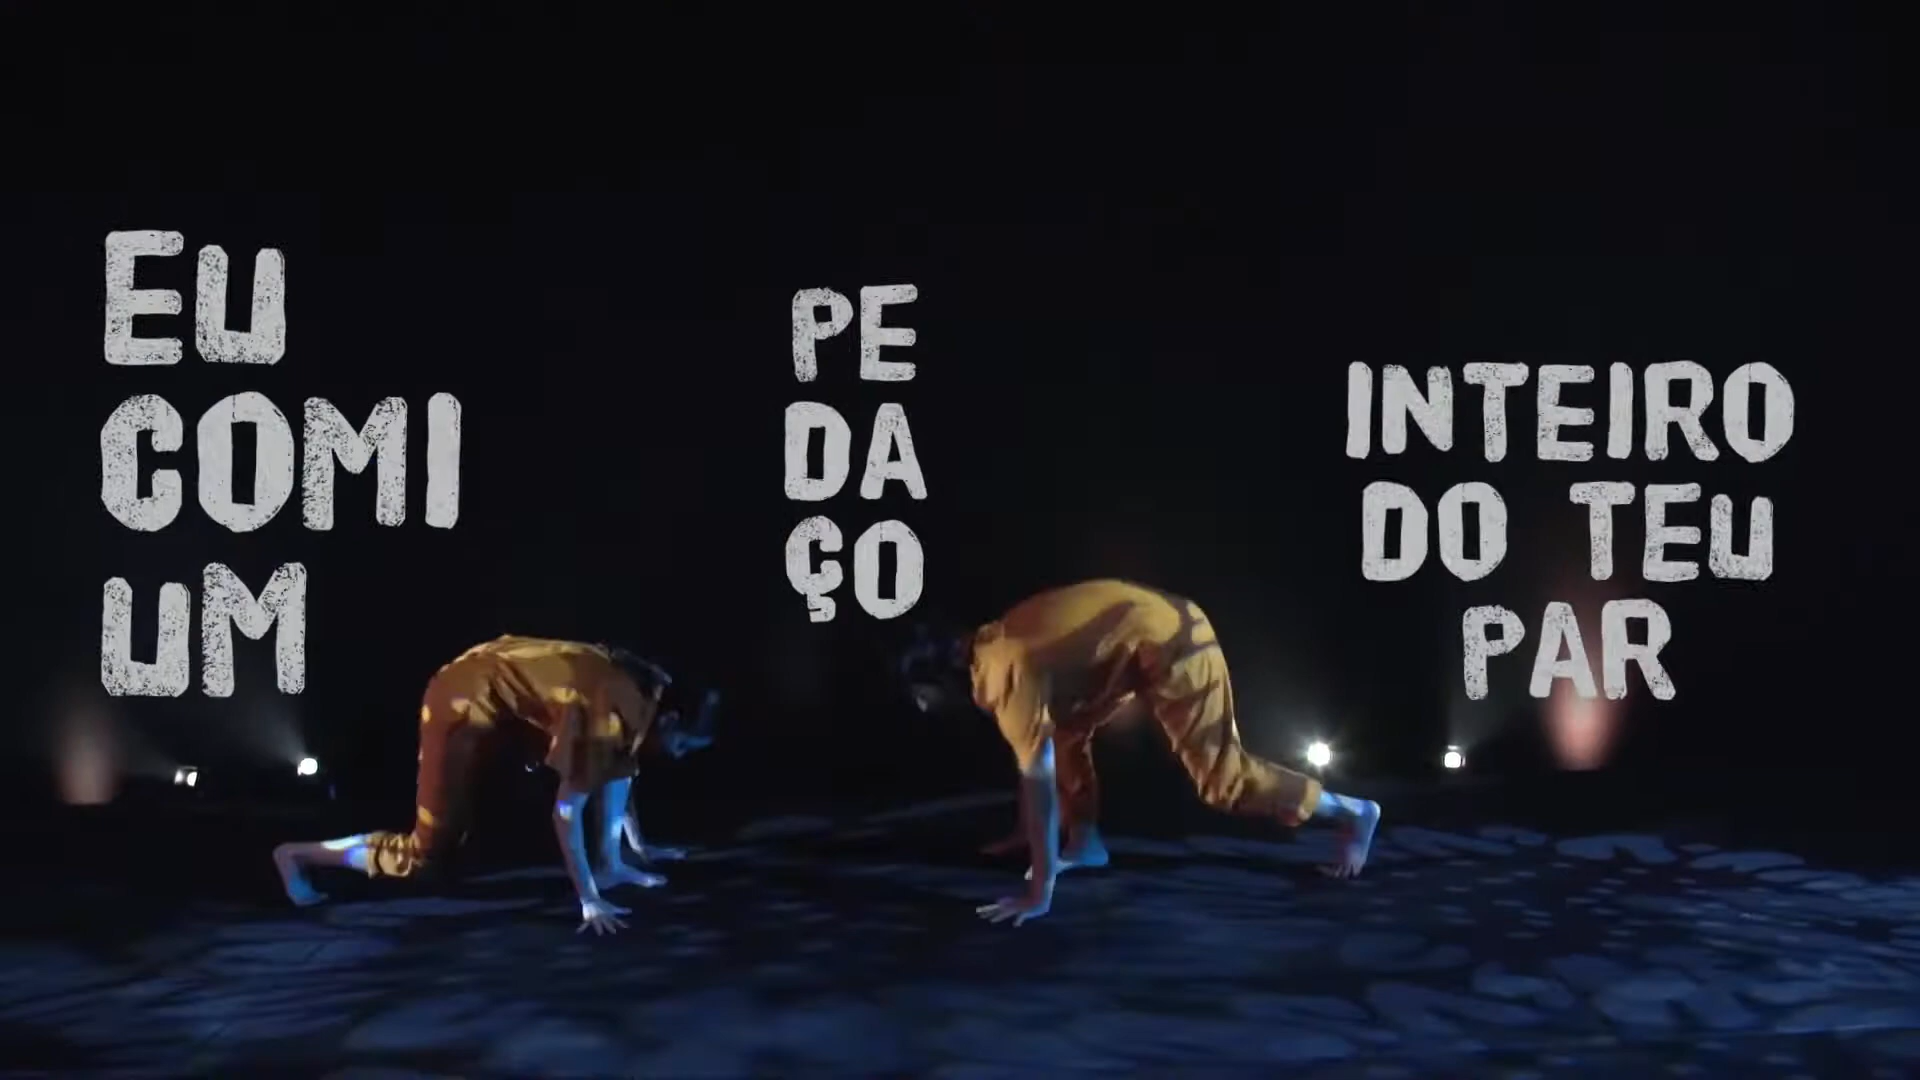 EU
COMI
UM
PE
DA
ÇO
INTEIRO
DO TEU
PAR